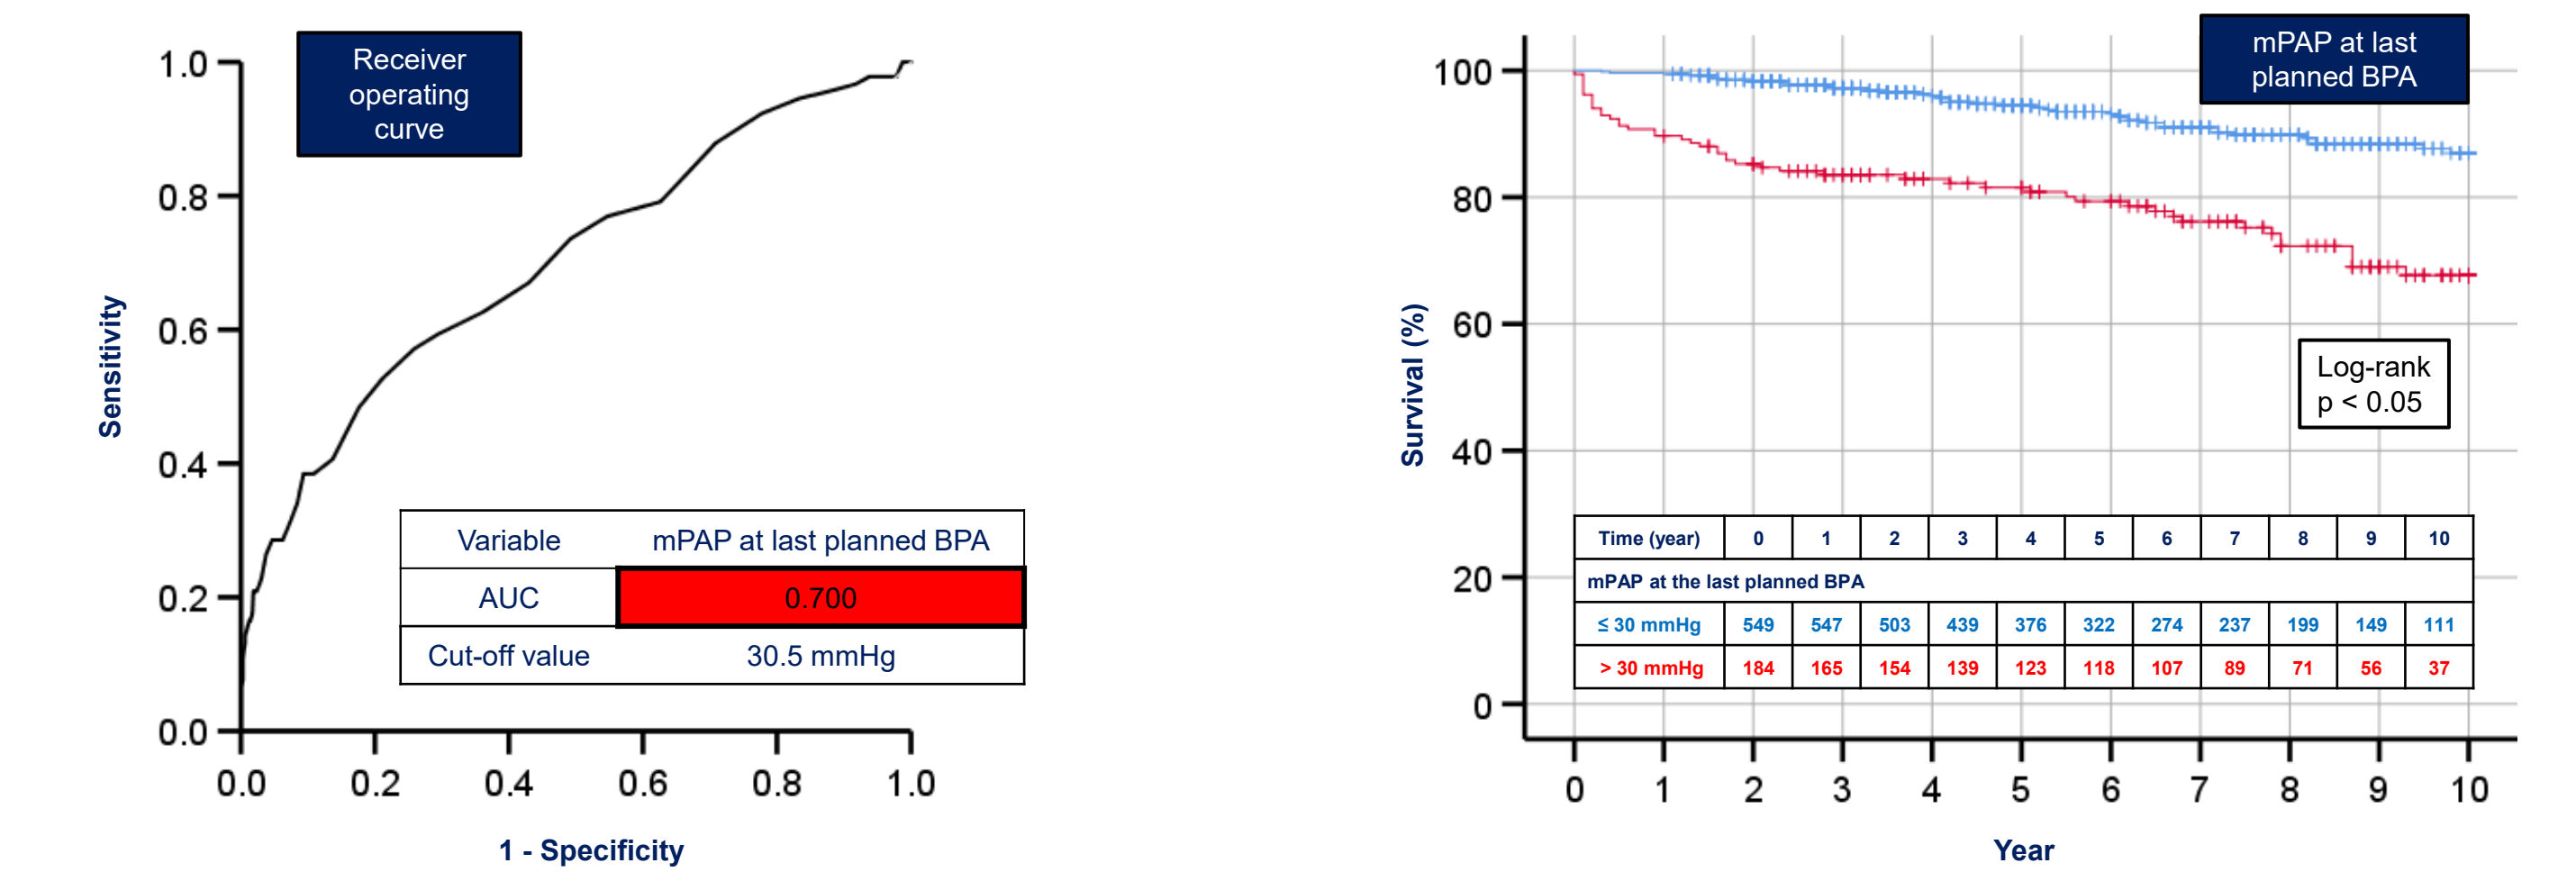 Receiver
operating
curve
1.0
0.8
0.6
0.4
0.2
0.0
Sensitivity
0.0 0.2 0.4 0.6 0.8 1.0
1 - Specificity
Variable mPAP at last planned BPA
AUC 0.700
Cut-off value 30.5 mmHg
mPAP at last
planned BPA
100
80
60
40
20
0
Survival (%)
Log-rank
p < 0.05
Time (year) 0 1 2 3 4 5 6 7 8 9 10
mPAP at the last planned BPA
≤ 30 mmHg 549 547 503 439 376 322 274 237 199 149 111
> 30 mmHg 184 165 154 139 123 118 107 89 71 56 37
0 1 2 3 4 5 6 7 8 9 10
Year